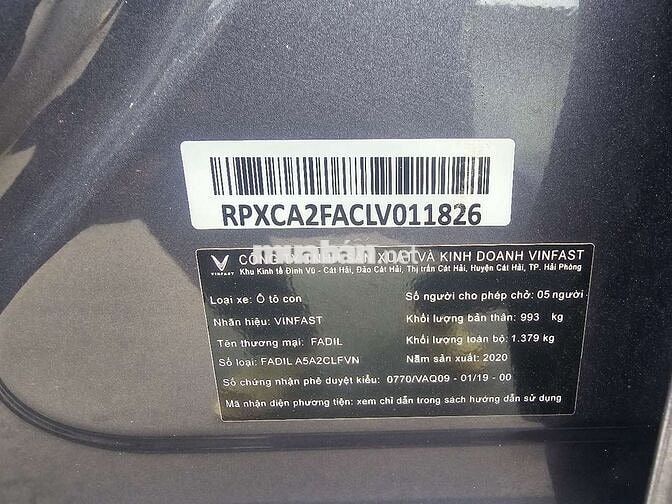 RPXCA2FACLV011826
VINFAST
CÔNG TY XUẤT VÀ KINH DOANH VINFAST
Khu Kinh tế Đình Vũ - Cát Hải, Đảo Cát Hải, Thị trấn Cát Hải, Huyện Cát Hải, TP. Hải Phòng
Loại xe: Ô tô con
Số người cho phép chở: 05 người
Nhãn hiệu: VINFAST
Khối lượng bản thân: 993 kg
Tên thương mại: FADIL
Khối lượng toàn bộ: 1.379 kg
Số loại: FADIL A5A2CLFVN
Năm sản xuất: 2020
Số chứng nhận phê duyệt kiểu: 0770/VAQ09 - 01/19 - 00
Mã nhận diện phương tiện: xem chỉ dẫn trong sách hướng dẫn sử dụng